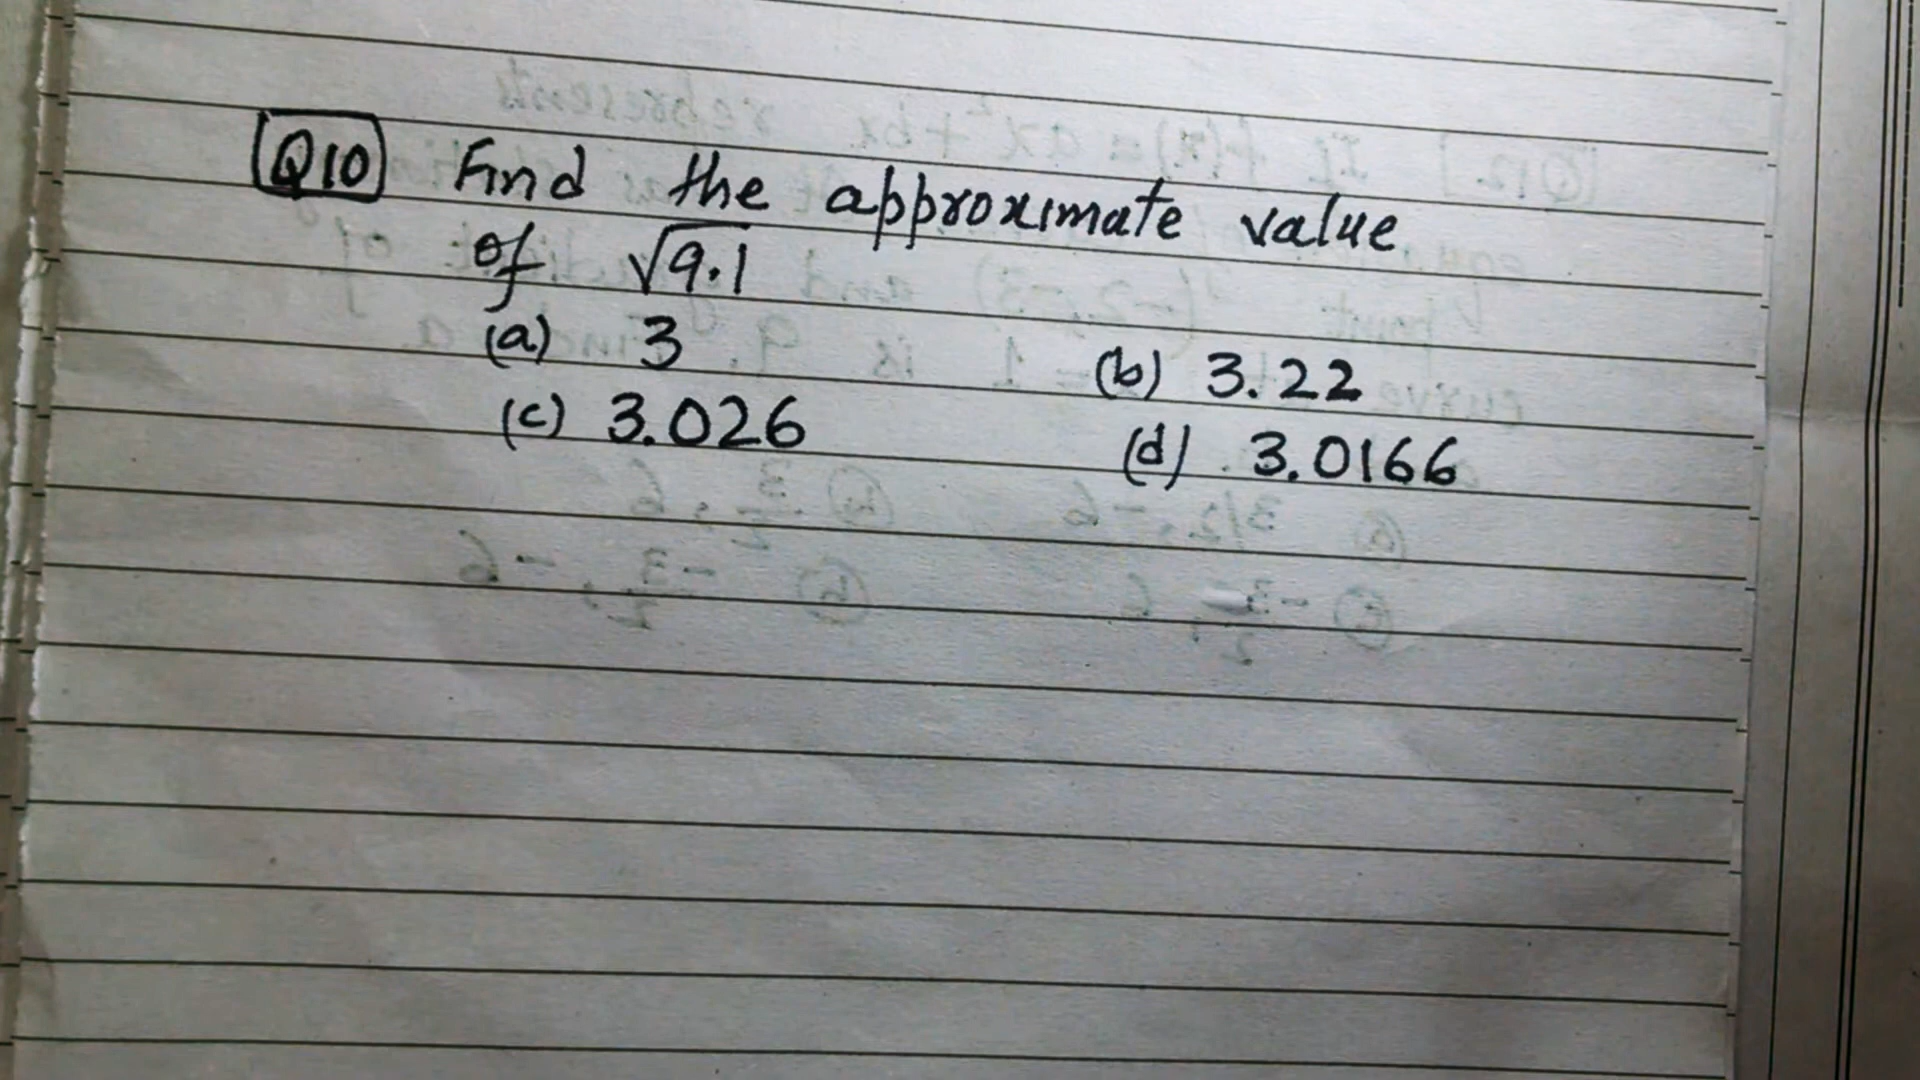 Q10 Find the approximate value
of √9.1
(a) 3 (b) 3.22
(c) 3.026 (d) 3.0166